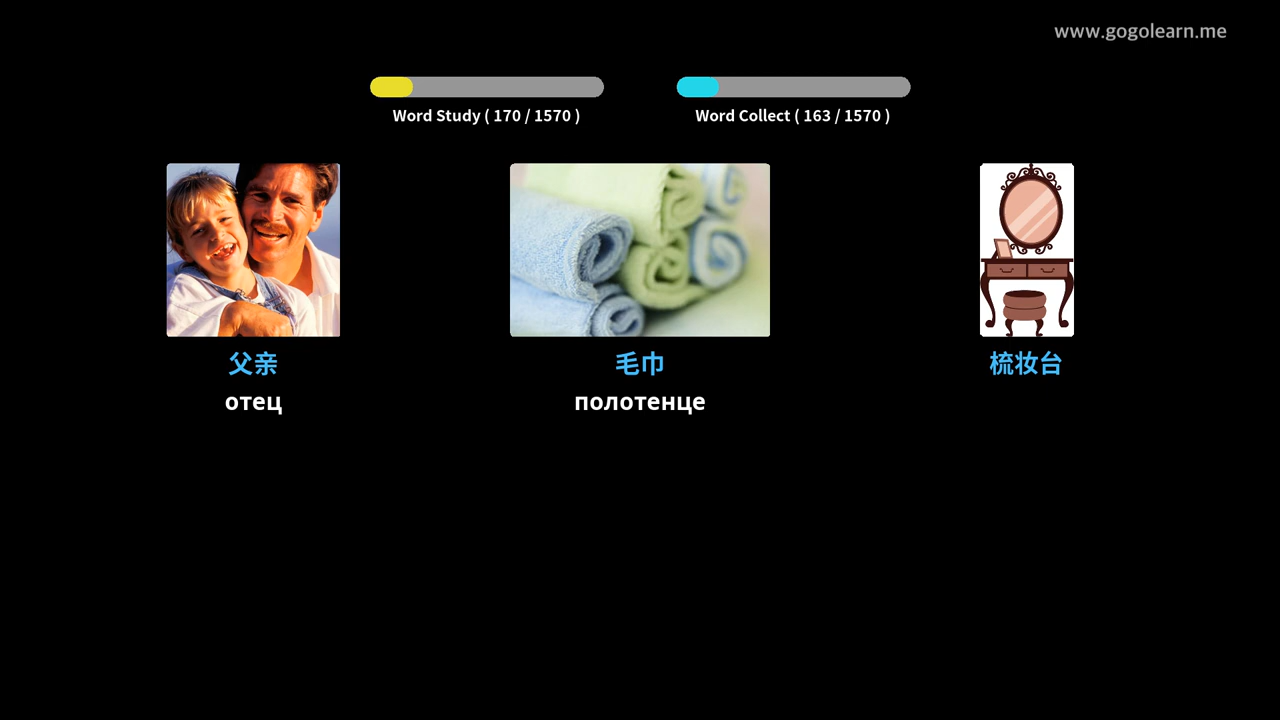 www.gogolearn.me
Word Study ( 170 / 1570 )
Word Collect ( 163 / 1570 )
父亲
毛巾
梳妆台
отец
полотенце